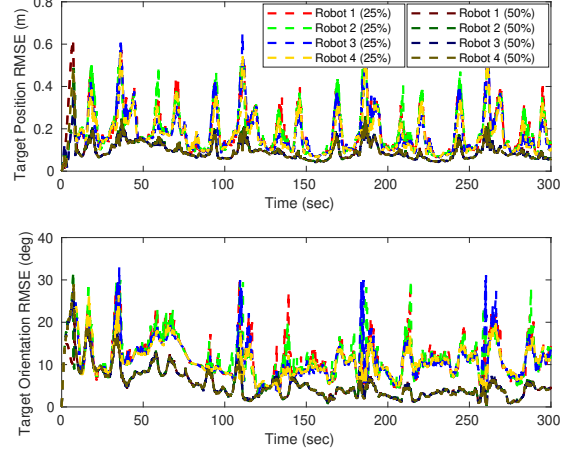 0.8
0.6
0.4
0.2
0
Target Position RMSE (m)
Robot 1 (25%)
Robot 2 (25%)
Robot 3 (25%)
Robot 4 (25%)
Robot 1 (50%)
Robot 2 (50%)
Robot 3 (50%)
Robot 4 (50%)
0 50 100 150 200 250 300
Time (sec)
40
30
20
10
0
Target Orientation RMSE (deg)
0 50 100 150 200 250 300
Time (sec)